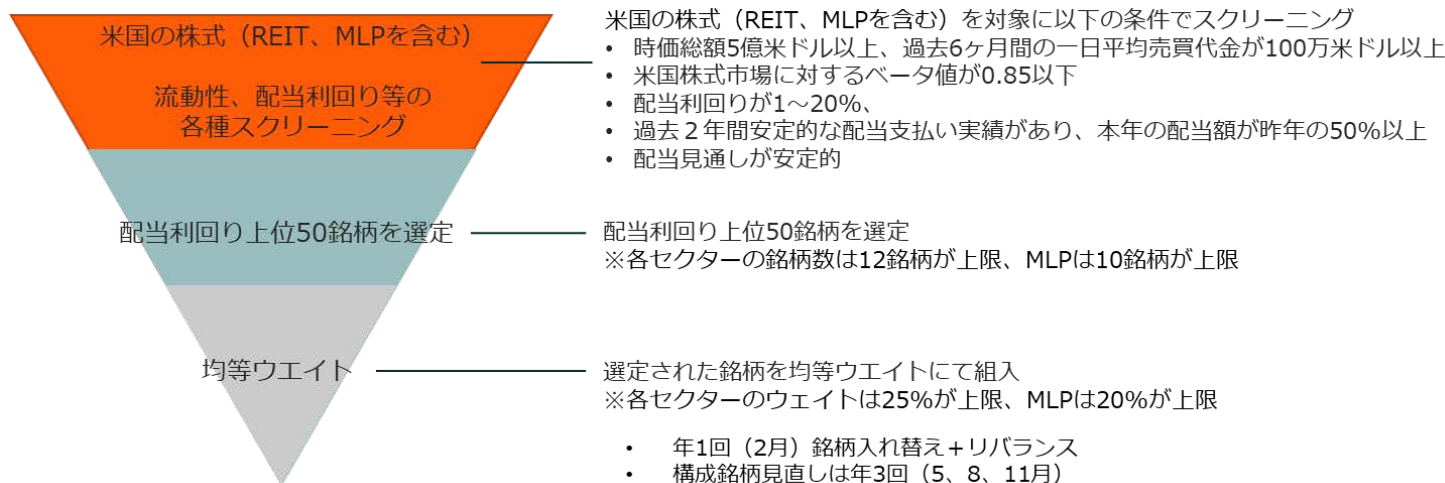 米国の株式（REIT、MLPを含む）
流動性、配当利回り等の
各種スクリーニング
米国の株式（REIT、MLPを含む）を対象に以下の条件でスクリーニング
• 時価総額5億米ドル以上、過去6ヶ月間の一日平均売買代金が100万米ドル以上
• 米国株式市場に対するベータ値が0.85以下
• 配当利回りが1～20%、
• 過去２年間安定的な配当支払い実績があり、本年の配当額が昨年の50%以上
• 配当見通しが安定的
配当利回り上位50銘柄を選定
配当利回り上位50銘柄を選定
※各セクターの銘柄数は12銘柄が上限、MLPは10銘柄が上限
均等ウエイト
選定された銘柄を均等ウエイトにて組入
※各セクターのウェイトは25%が上限、MLPは20%が上限
• 年1回（2月）銘柄入れ替え＋リバランス
• 構成銘柄見直しは年3回（5、8、11月）